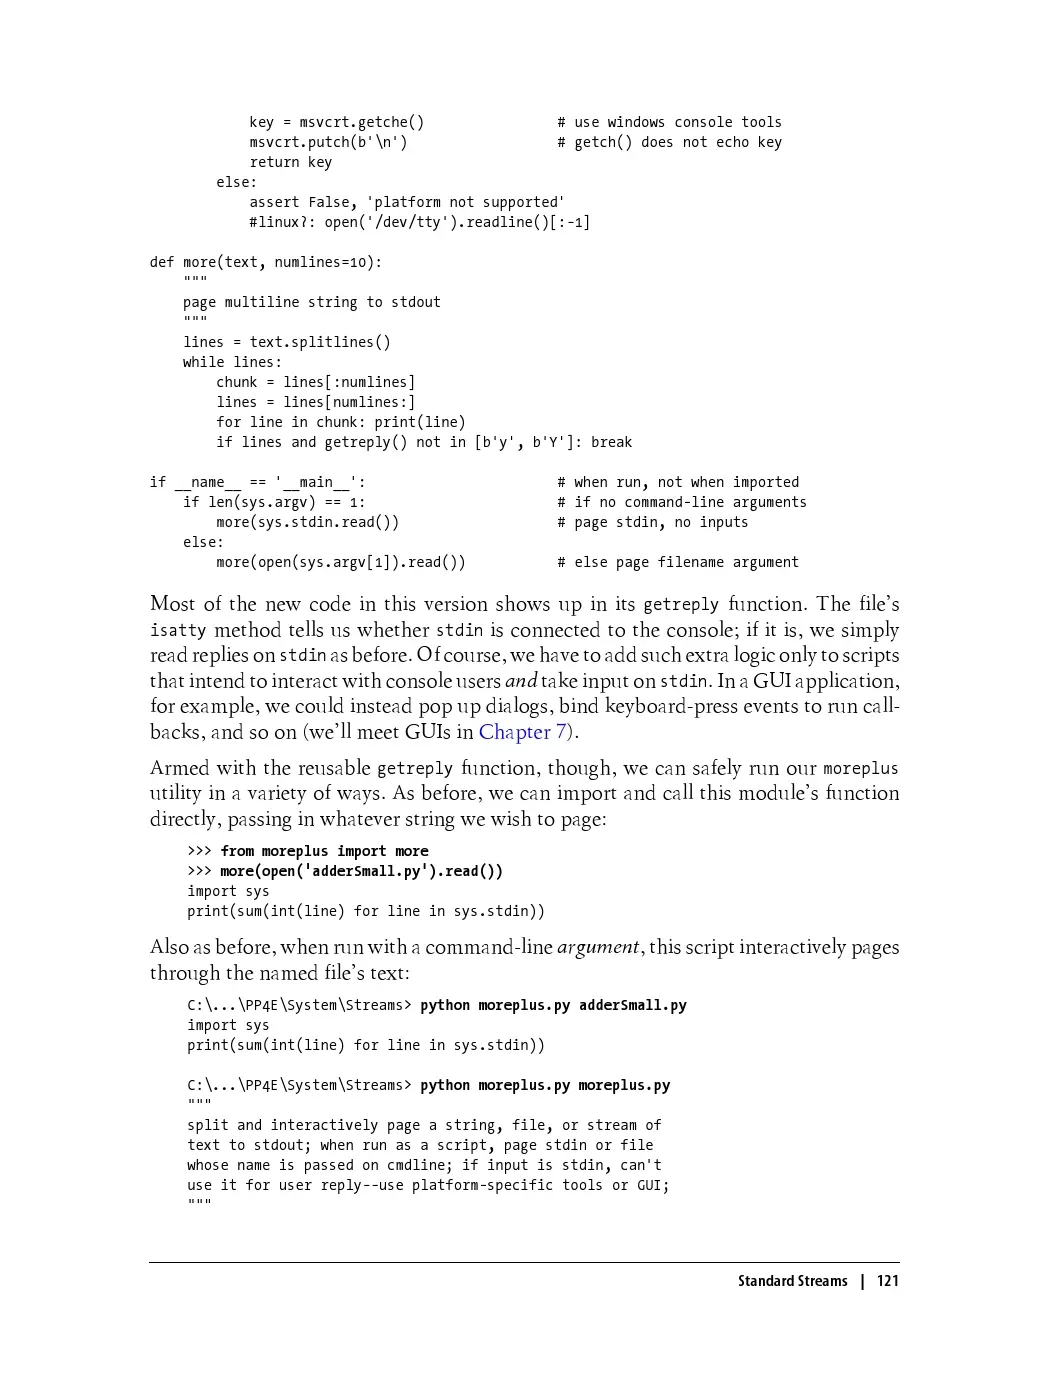 key = msvcrt.getche()                # use windows console tools
            msvcrt.putch(b'\n')                  # getch() does not echo key
            return key
        else:
            assert False, 'platform not supported'
            #linux?: open('/dev/tty').readline()[:-1]

def more(text, numlines=10):
    """
    page multiline string to stdout
    """
    lines = text.splitlines()
    while lines:
        chunk = lines[:numlines]
        lines = lines[numlines:]
        for line in chunk: print(line)
        if lines and getreply() not in [b'y', b'Y']: break

if __name__ == '__main__':                       # when run, not when imported
    if len(sys.argv) == 1:                       # if no command-line arguments
        more(sys.stdin.read())                   # page stdin, no inputs
    else:
        more(open(sys.argv[1]).read())           # else page filename argument

Most of the new code in this version shows up in its getreply function. The file's
isatty method tells us whether stdin is connected to the console; if it is, we simply
read replies on stdin as before. Of course, we have to add such extra logic only to scripts
that intend to interact with console users and take input on stdin. In a GUI application,
for example, we could instead pop up dialogs, bind keyboard-press events to run call-
backs, and so on (we'll meet GUIs in Chapter 7).

Armed with the reusable getreply function, though, we can safely run our moreplus
utility in a variety of ways. As before, we can import and call this module's function
directly, passing in whatever string we wish to page:

>>> from moreplus import more
>>> more(open('adderSmall.py').read())
import sys
print(sum(int(line) for line in sys.stdin))

Also as before, when run with a command-line argument, this script interactively pages
through the named file's text:

C:\...\PP4E\System\Streams> python moreplus.py adderSmall.py
import sys
print(sum(int(line) for line in sys.stdin))

C:\...\PP4E\System\Streams> python moreplus.py moreplus.py
"""
split and interactively page a string, file, or stream of
text to stdout; when run as a script, page stdin or file
whose name is passed on cmdline; if input is stdin, can't
use it for user reply--use platform-specific tools or GUI;
"""

Standard Streams | 121